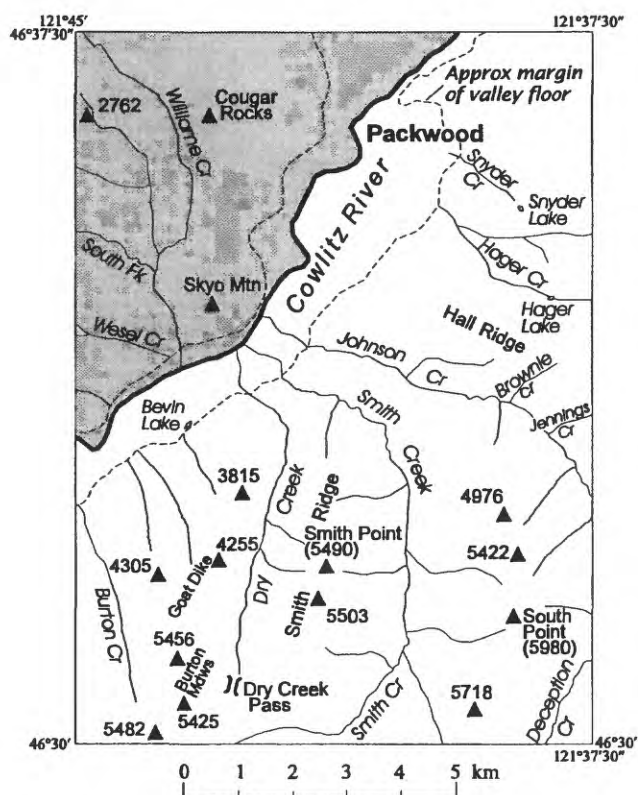 121°45'
121°37'30"
46°37'30"
Approx margin
of valley floor
2762
Cougar
Rocks
Williame Cr
Packwood
Snyder
Cr
Snyder
Lake
Cowlitz River
South Fk
Hager Cr
Hager
Lake
Skyo Mtn
Hall Ridge
Wesel Cr
Johnson
Cr
Brownie
Cr
Jennings
Cr
Bevin
Lake
Smith
Creek
3815
Creek
Ridge
4976
Smith Point
(5490)
4255
5422
4305
Goat Dike
Dry
Smith
5503
South
Point
(5980)
Burton Cr
5456
Burton
Mdws
Dry Creek
Pass
5425
5482
Smith Cr
5718
Deception
Cr
46°30'
46°30'
121°37'30"
0 1 2 3 4 5 km